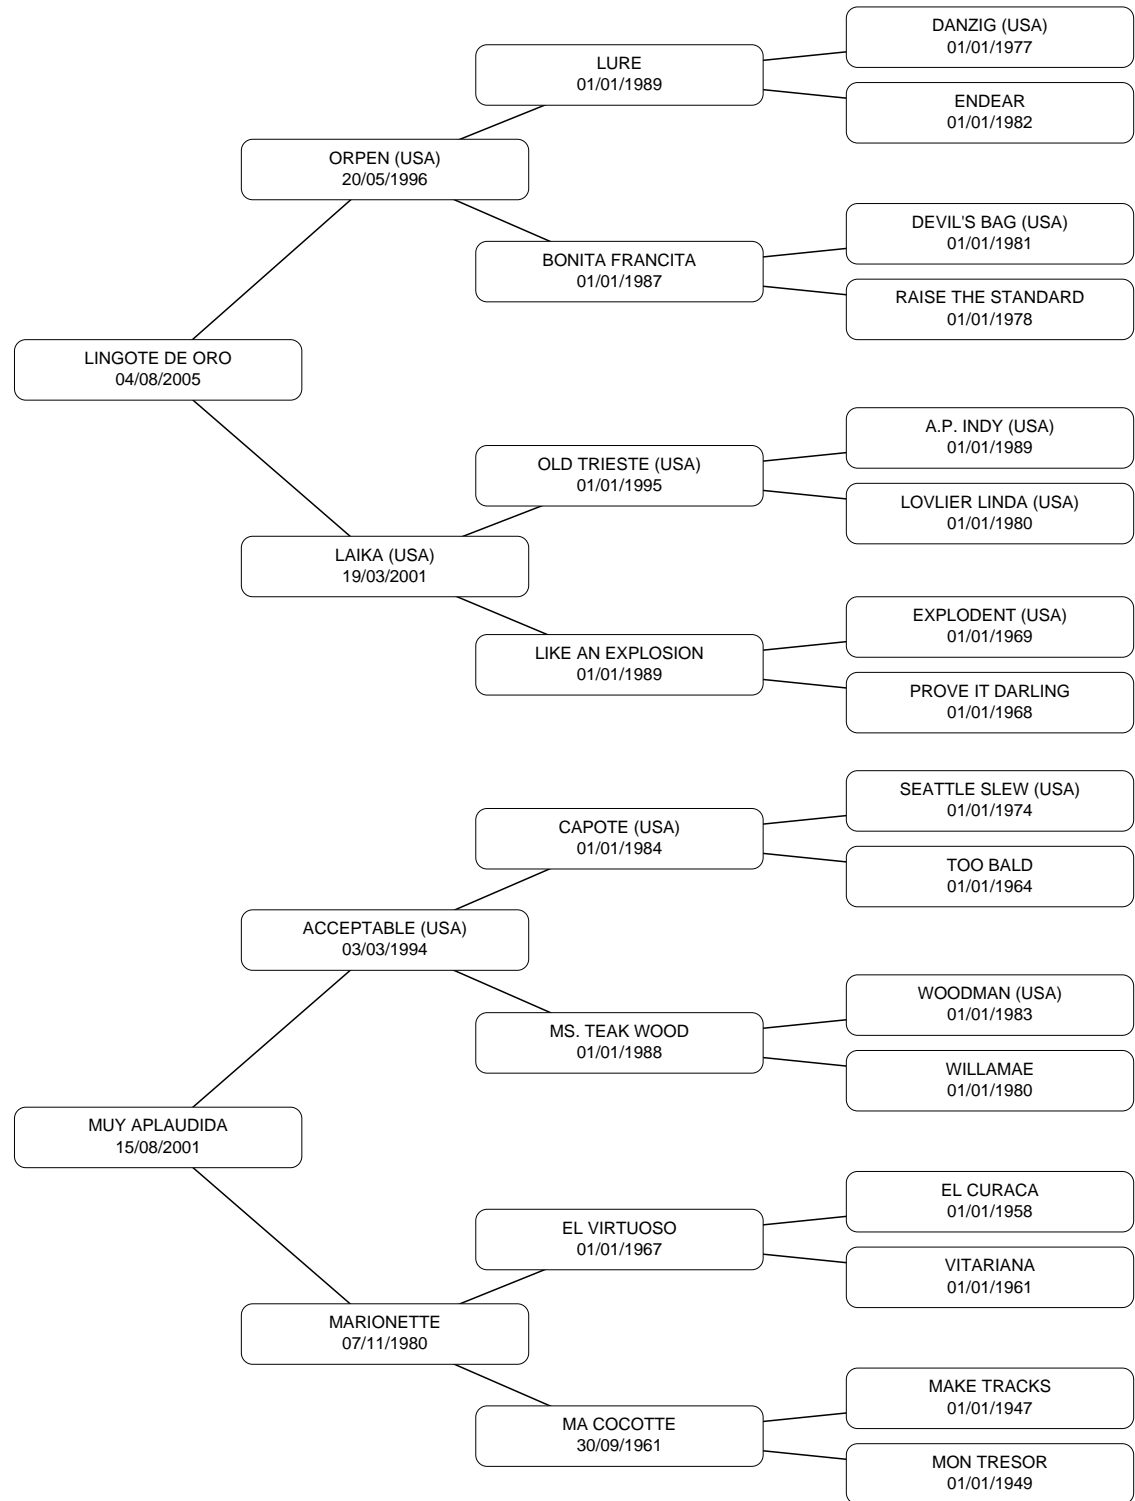 DANZIG (USA)
01/01/1977
LURE
01/01/1989
ENDEAR
01/01/1982
ORPEN (USA)
20/05/1996
DEVIL'S BAG (USA)
01/01/1981
BONITA FRANCITA
01/01/1987
RAISE THE STANDARD
01/01/1978
LINGOTE DE ORO
04/08/2005
A.P. INDY (USA)
01/01/1989
OLD TRIESTE (USA)
01/01/1995
LOVLIER LINDA (USA)
01/01/1980
LAIKA (USA)
19/03/2001
EXPLODENT (USA)
01/01/1969
LIKE AN EXPLOSION
01/01/1989
PROVE IT DARLING
01/01/1968
SEATTLE SLEW (USA)
01/01/1974
CAPOTE (USA)
01/01/1984
TOO BALD
01/01/1964
ACCEPTABLE (USA)
03/03/1994
WOODMAN (USA)
01/01/1983
MS. TEAK WOOD
01/01/1988
WILLAMAE
01/01/1980
MUY APLAUDIDA
15/08/2001
EL CURACA
01/01/1958
EL VIRTUOSO
01/01/1967
VITARIANA
01/01/1961
MARIONETTE
07/11/1980
MAKE TRACKS
01/01/1947
MA COCOTTE
30/09/1961
MON TRESOR
01/01/1949